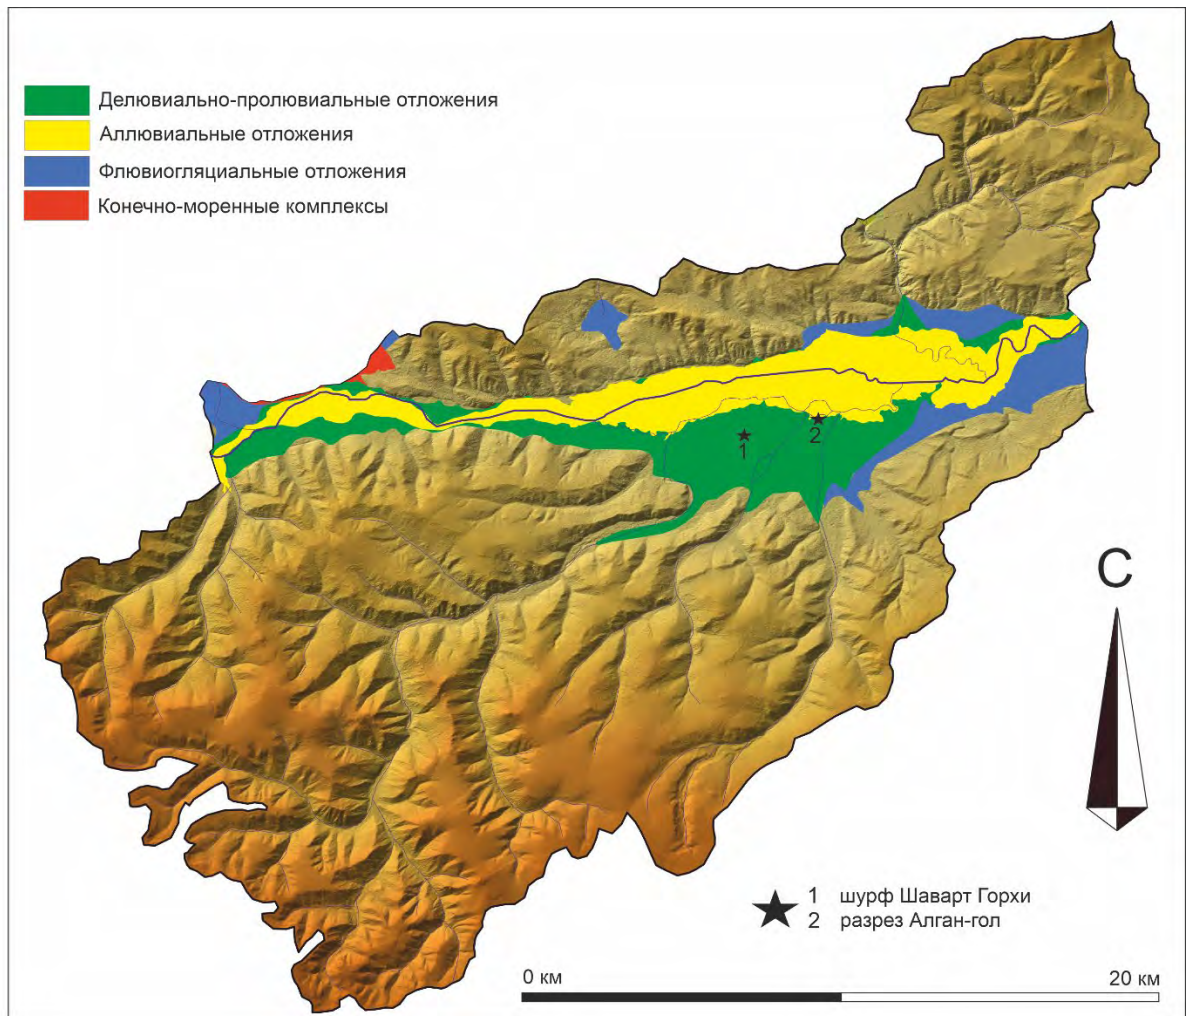 Делювиально-пролювиальные отложения
Аллювиальные отложения
Флювиогляциальные отложения
Конечно-моренные комплексы
1
2
С
1 шурф Шаварт Горхи
2 разрез Алган-гол
0 км 20 км